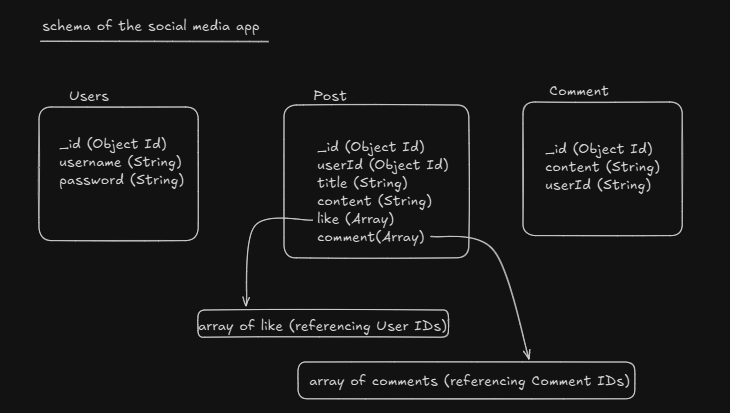 schema of the social media app
Users
_id (Object Id)
username (String)
password (String)
Post
_id (Object Id)
userId (Object Id)
title (String)
content (String)
like (Array)
comment(Array)
Comment
_id (Object Id)
content (String)
userId (String)
array of like (referencing User IDs)
array of comments (referencing Comment IDs)